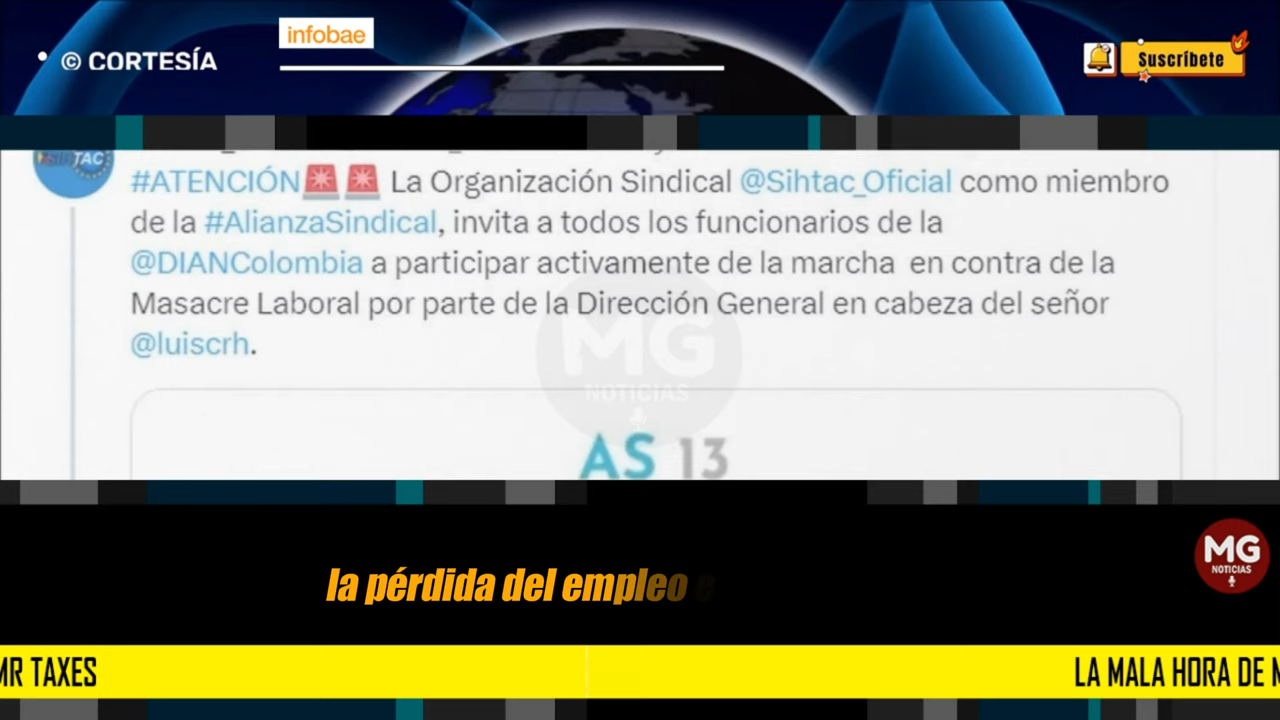 infobae
© CORTESÍA
Suscríbete
#ATENCIÓN🚨🚨 La Organización Sindical @Sihtac_Oficial como miembro
de la #AlianzaSindical, invita a todos los funcionarios de la
@DIANColombia a participar activamente de la marcha en contra de la
Masacre Laboral por parte de la Dirección General en cabeza del señor
@luiscrh.
MG
NOTICIAS
AS 13
la pérdida del empleo
MG
NOTICIAS
MR TAXES
LA MALA HORA DE